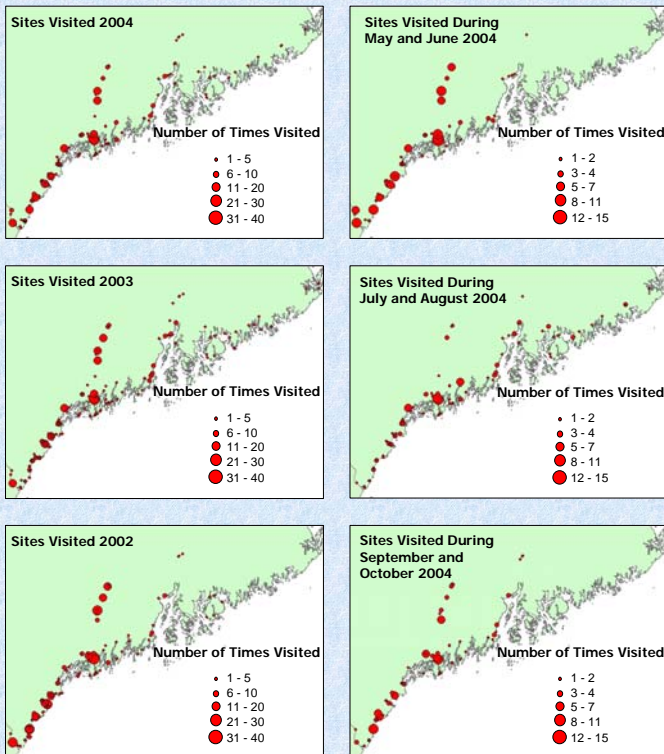 Sites Visited 2004
Number of Times Visited
1 - 5
6 - 10
11 - 20
21 - 30
31 - 40
Sites Visited During
May and June 2004
Number of Times Visited
1 - 2
3 - 4
5 - 7
8 - 11
12 - 15
Sites Visited 2003
Number of Times Visited
1 - 5
6 - 10
11 - 20
21 - 30
31 - 40
Sites Visited During
July and August 2004
Number of Times Visited
1 - 2
3 - 4
5 - 7
8 - 11
12 - 15
Sites Visited 2002
Number of Times Visited
1 - 5
6 - 10
11 - 20
21 - 30
31 - 40
Sites Visited During
September and
October 2004
Number of Times Visited
1 - 2
3 - 4
5 - 7
8 - 11
12 - 15